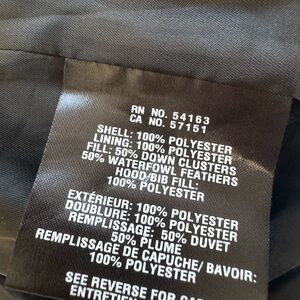 RN NO. 54163
CA NO. 57151
SHELL: 100% POLYESTER
LINING: 100% POLYESTER
FILL: 50% DOWN CLUSTERS
50% WATERFOWL FEATHERS
HOOD/BIB FILL:
100% POLYESTER
EXTÉRIEUR: 100% POLYESTER
DOUBLURE: 100% POLYESTER
REMPLISSAGE: 50% DUVET
50% PLUME
REMPLISSAGE DE CAPUCHE/ BAVOIR:
100% POLYESTER
SEE REVERSE FOR